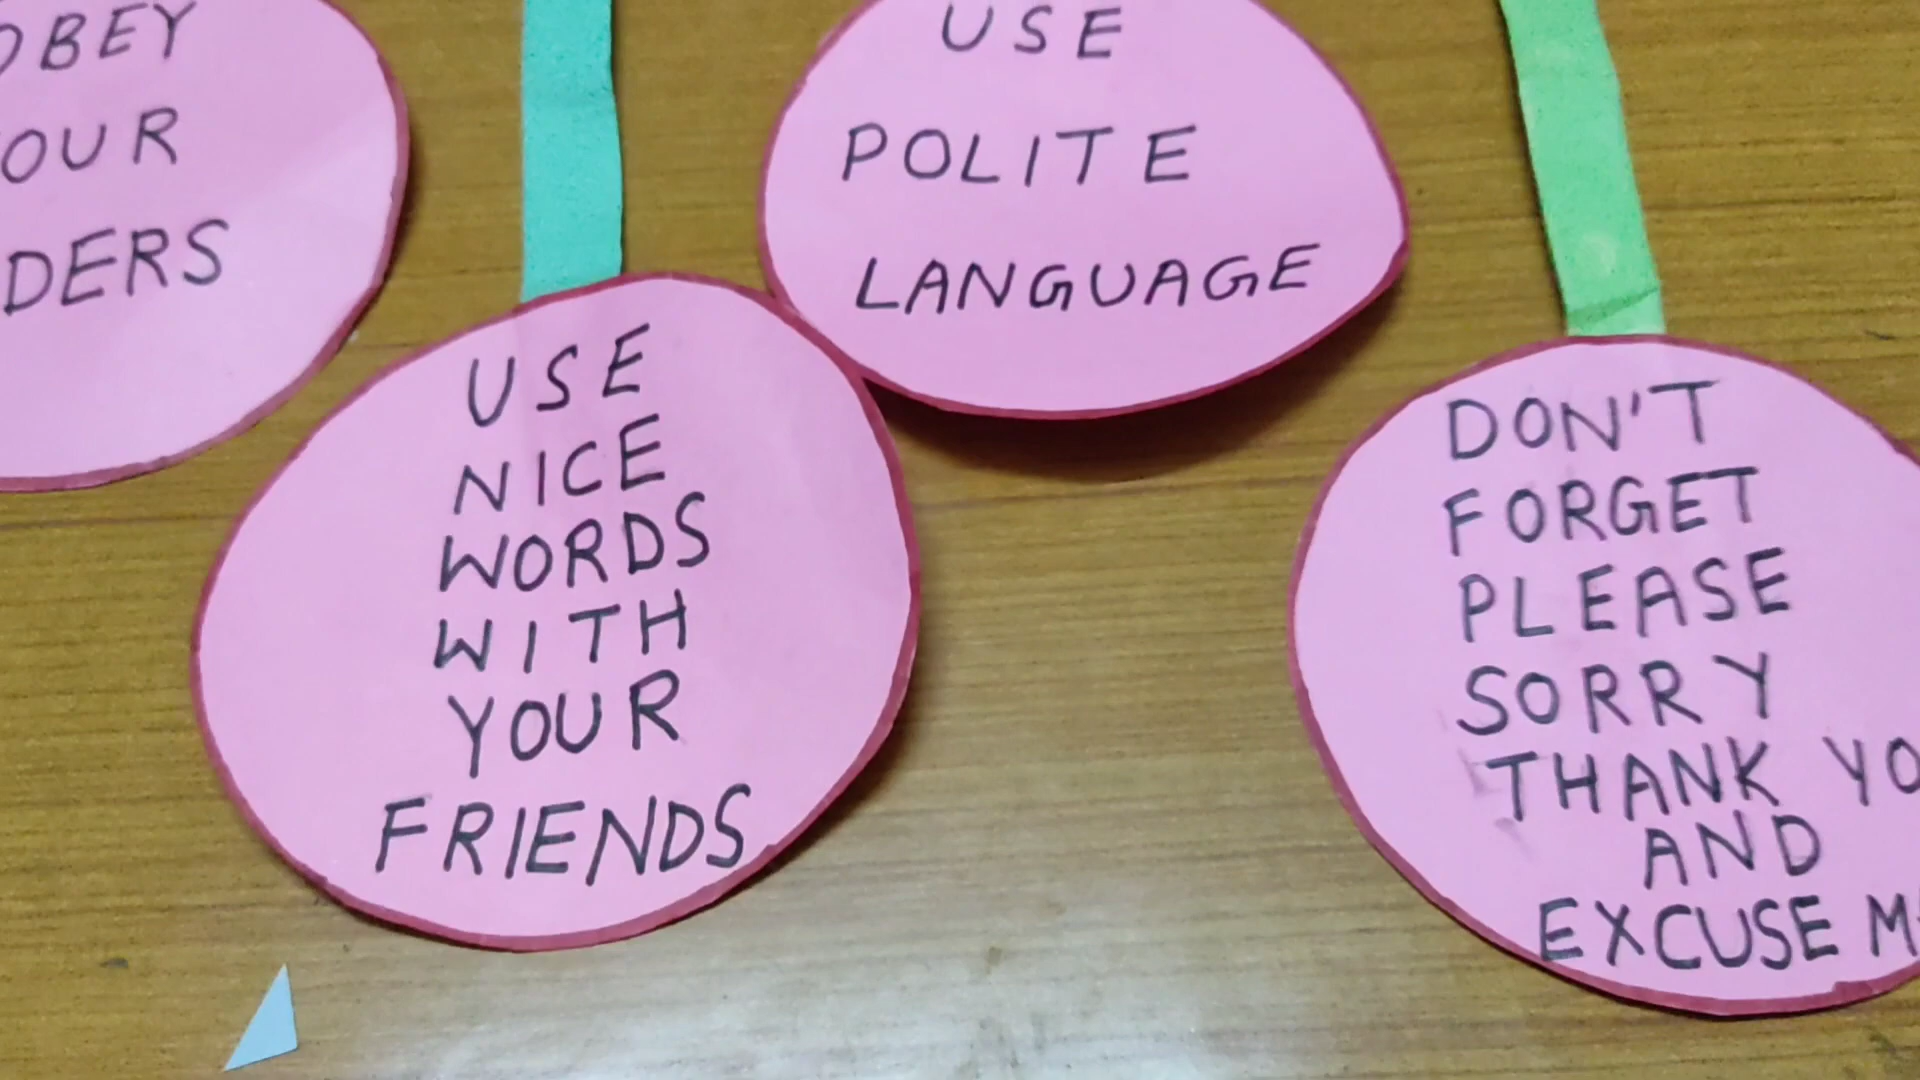 OBEY
OUR
DERS
USE
POLITE
LANGUAGE
USE
NICE
WORDS
WITH
YOUR
FRIENDS
DON'T
FORGET
PLEASE
SORRY
THANK YO
AND
EXCUSE M